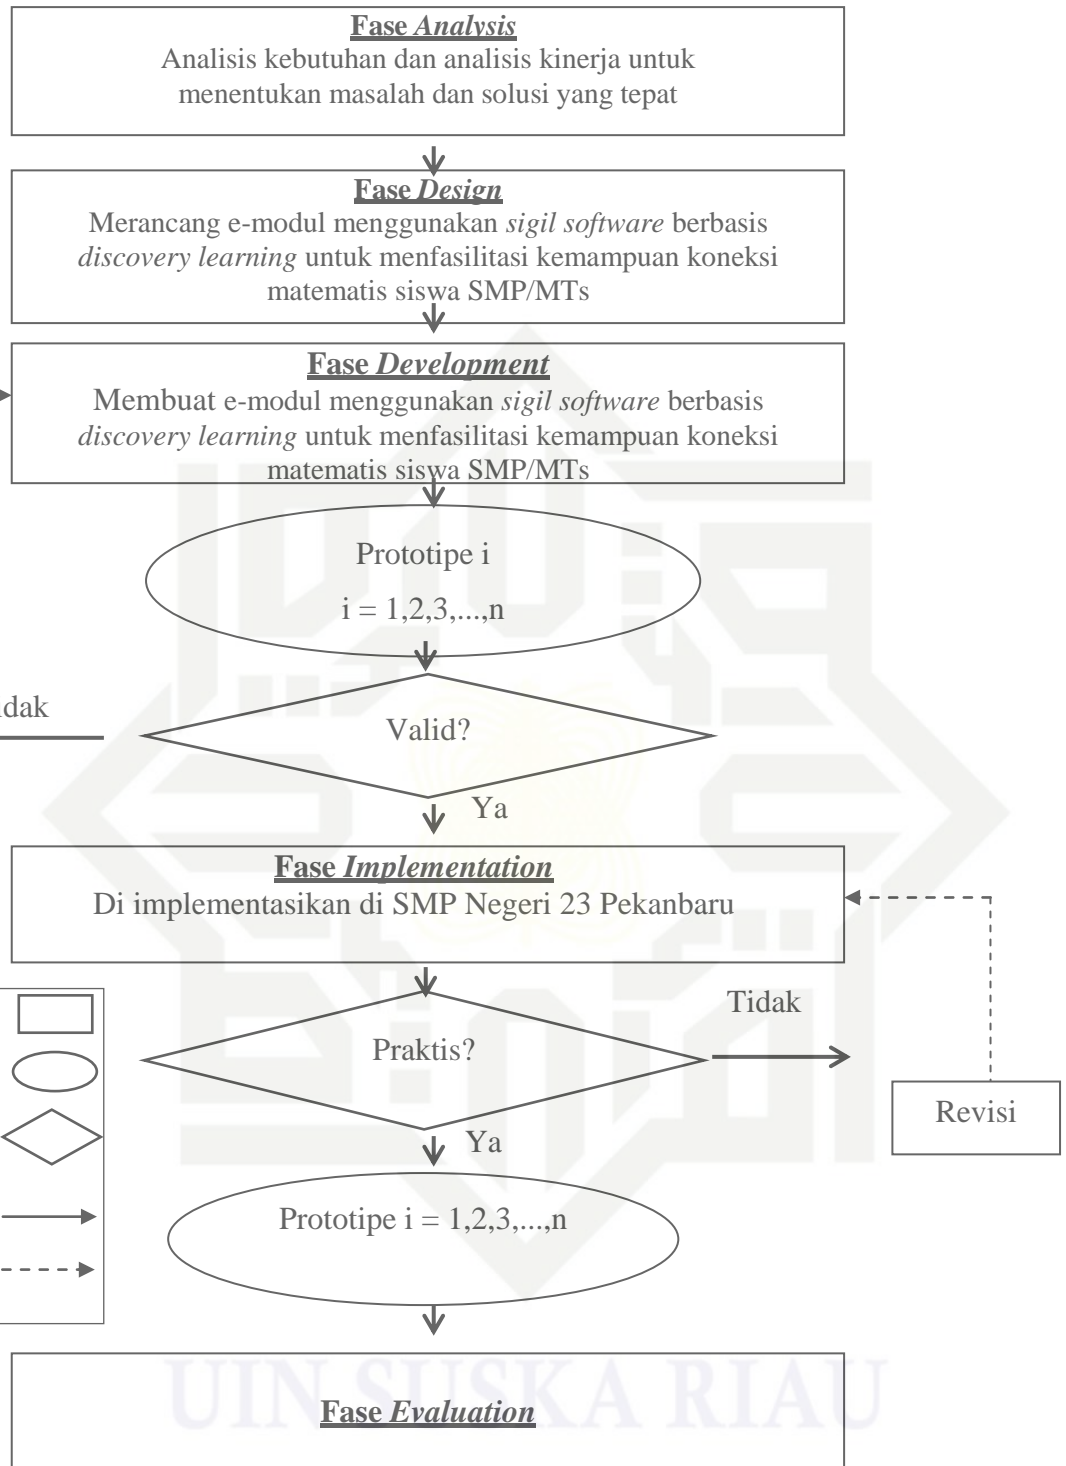 Fase Analysis
Analisis kebutuhan dan analisis kinerja untuk
menentukan masalah dan solusi yang tepat
Fase Design
Merancang e-modul menggunakan sigil software berbasis
discovery learning untuk menfasilitasi kemampuan koneksi
matematis siswa SMP/MTs
Fase Development
Membuat e-modul menggunakan sigil software berbasis
discovery learning untuk menfasilitasi kemampuan koneksi
matematis siswa SMP/MTs
Prototipe i
i = 1,2,3,...,n
idak
Valid?
Ya
Fase Implementation
Di implementasikan di SMP Negeri 23 Pekanbaru
Tidak
Praktis?
Revisi
Ya
Prototipe i = 1,2,3,...,n
UIN SUSKA RIAU
Fase Evaluation